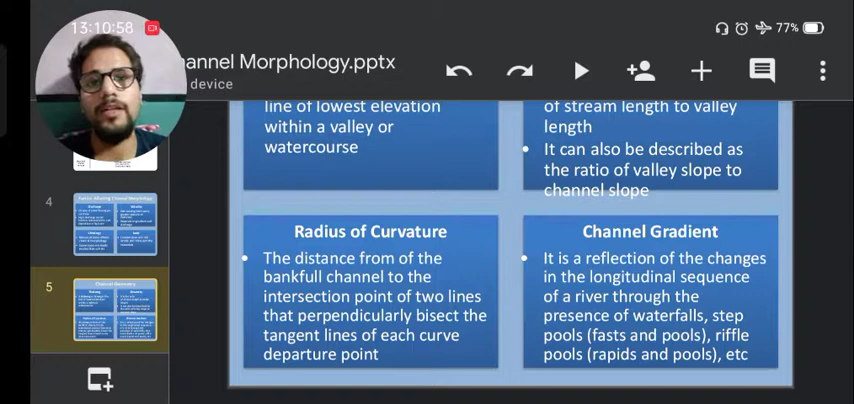 13:10:58
77%
annel Morphology.pptx
device
line of lowest elevation
within a valley or
watercourse
of stream length to valley
length
• It can also be described as
the ratio of valley slope to
channel slope
4
5
Radius of Curvature
• The distance from of the
bankfull channel to the
intersection point of two lines
that perpendicularly bisect the
tangent lines of each curve
departure point
Channel Gradient
• It is a reflection of the changes
in the longitudinal sequence
of a river through the
presence of waterfalls, step
pools (fasts and pools), riffle
pools (rapids and pools), etc